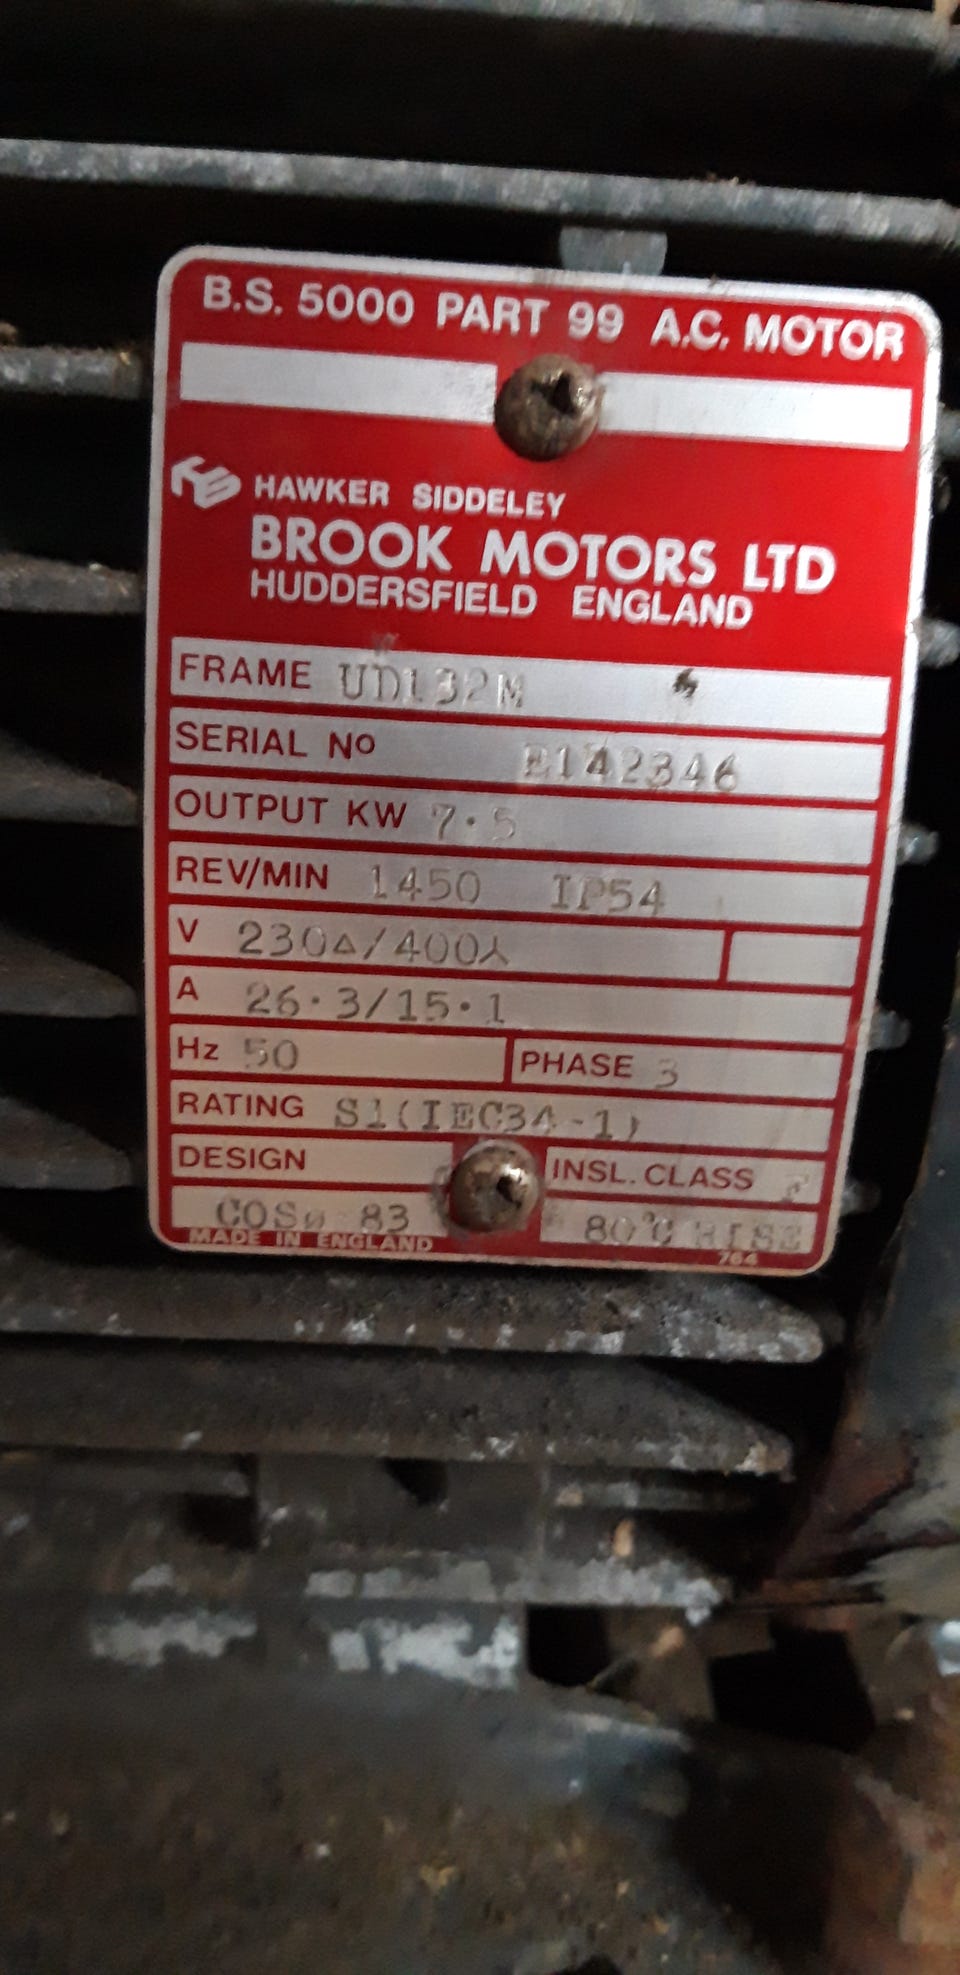 B.S. 5000 PART 99 A.C. MOTOR
HAWKER SIDDELEY
BROOK MOTORS LTD
HUDDERSFIELD ENGLAND
FRAME UD132M
SERIAL Nº E142346
OUTPUT KW 7.5
REV/MIN 1450 IP54
V 230△/400⅄
A 26.3/15.1
Hz 50 PHASE 3
RATING S1(IEC34-1)
DESIGN INSL. CLASS F
COSø 83 80°C RISE
MADE IN ENGLAND 764